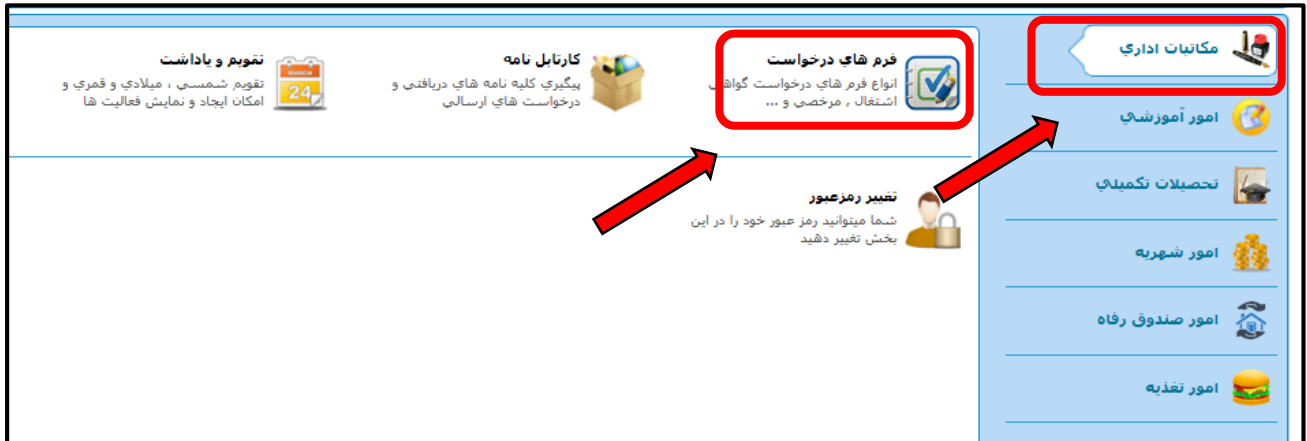 مکاتبات اداري
امور آموزشي
تحصيلات تکميلي
امور شهريه
امور صندوق رفاه
امور تغذيه
فرم هاي درخواست
انواع فرم هاي درخواست گواهي
اشتغال , مرخصي و ...
کارتابل نامه
پيگيري کليه نامه هاي دريافتي و
درخواست هاي ارسالي
تقويم و ياداشت
تقويم شمسي ، ميلادي و قمري و
امکان ايجاد و نمايش فعاليت ها
MARCH
24
تغيير رمزعبور
شما ميتوانيد رمز عبور خود را در اين
بخش تغيير دهيد